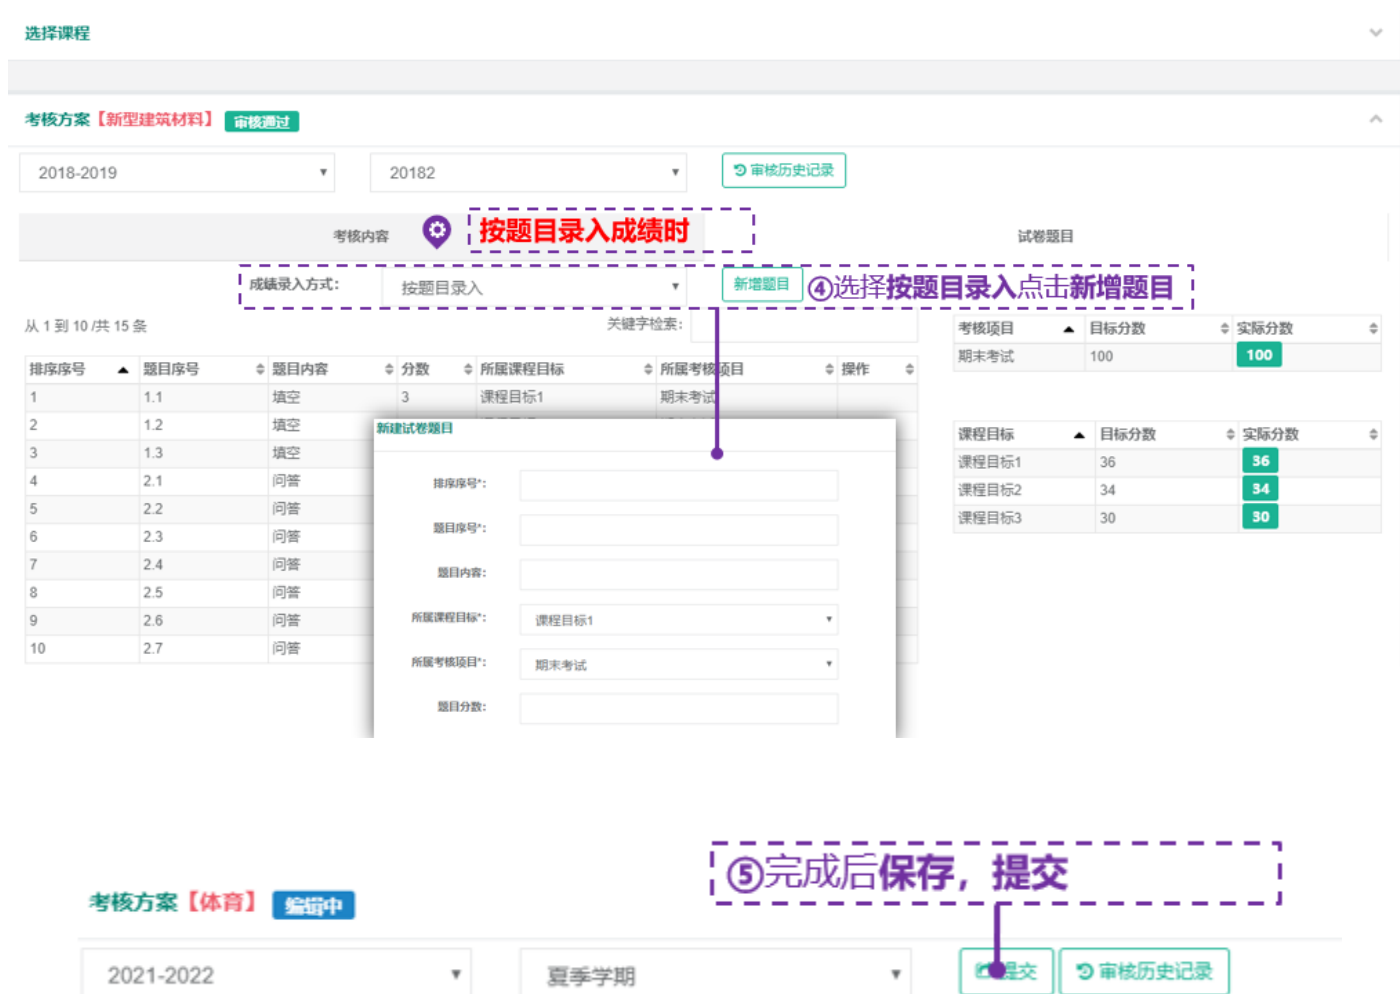 选择课程
考核方案【新型建筑材料】 审核通过
2018-2019 20182 审核历史记录
考核内容 按题目录入成绩时 试卷题目
成绩录入方式： 按题目录入 新增题目 ④选择按题目录入点击新增题目
从 1 到 10 /共 15 条 关键字检索：
排序序号 题目序号 题目内容 分数 所属课程目标 所属考核项目 操作
1 1.1 填空 3 课程目标1 期末考试
2 1.2 填空
3 1.3 填空
4 2.1 问答
5 2.2 问答
6 2.3 问答
7 2.4 问答
8 2.5 问答
9 2.6 问答
10 2.7 问答
考核项目 目标分数 实际分数
期末考试 100 100
课程目标 目标分数 实际分数
课程目标1 36 36
课程目标2 34 34
课程目标3 30 30
新建试卷题目
排序序号*:
题目序号*:
题目内容:
所属课程目标*: 课程目标1
所属考核项目*: 期末考试
题目分数:
⑤完成后保存，提交
考核方案【体育】 编辑中
2021-2022 夏季学期 提交 审核历史记录